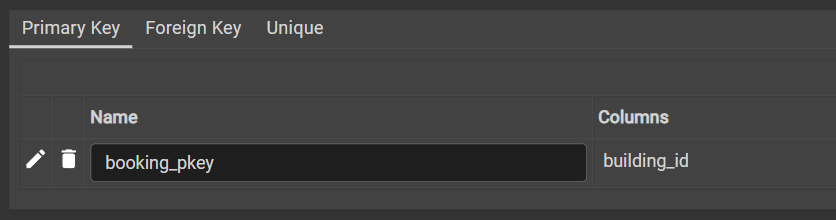 Primary Key Foreign Key Unique
Name Columns
booking_pkey building_id